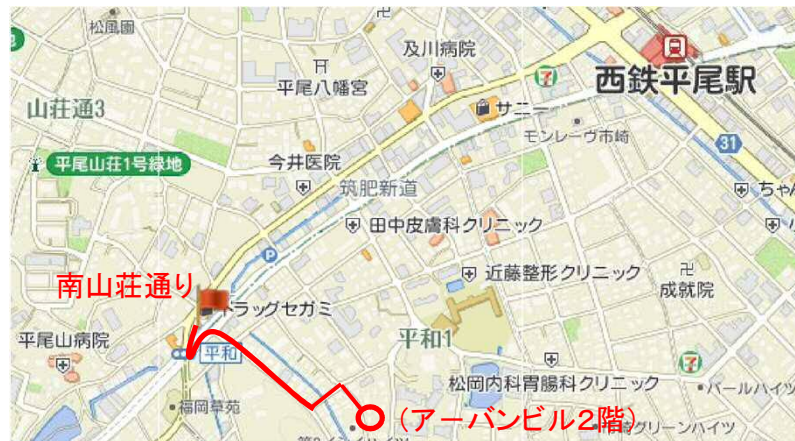 松風園
卍
及川病院
平尾八幡宮
西鉄平尾駅
山荘通3
サニー
モンレーヴ市崎
平尾山荘1号緑地
今井医院
31
筑肥新道
ちゃん
田中皮膚科クリニック
P
近藤整形クリニック
卍
成就院
南山荘通り
ドラッグセガミ
平尾山病院
平和
平和1
7
松岡内科胃腸科クリニック
パールハイツ
福岡草苑
(アーバンビル2階)
グリーンハイツ